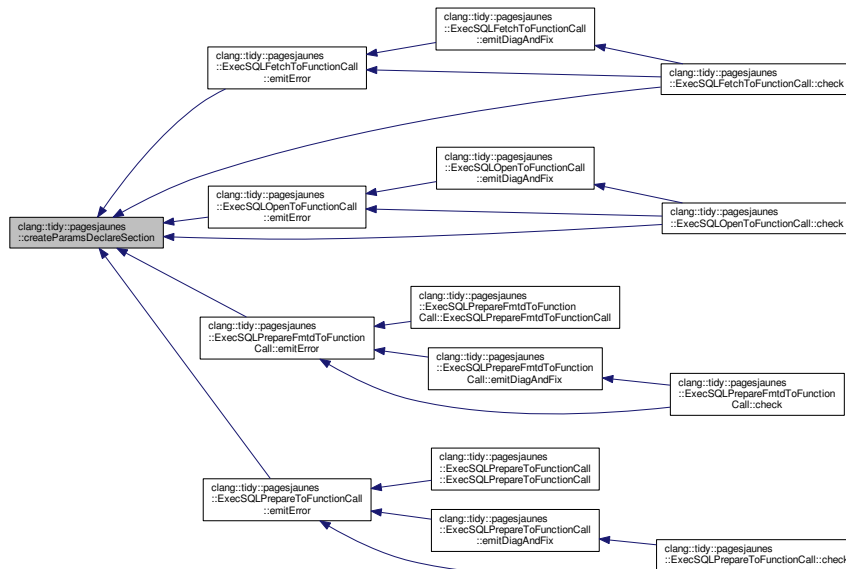 clang::tidy::pagesjaunes
::ExecSQLFetchToFunctionCall
::emitDiagAndFix
clang::tidy::pagesjaunes
::ExecSQLFetchToFunctionCall
::emitError
clang::tidy::pagesjaunes
::ExecSQLFetchToFunctionCall::check
clang::tidy::pagesjaunes
::ExecSQLOpenToFunctionCall
::emitDiagAndFix
clang::tidy::pagesjaunes
::ExecSQLOpenToFunctionCall
::emitError
clang::tidy::pagesjaunes
::ExecSQLOpenToFunctionCall::check
clang::tidy::pagesjaunes
::createParamsDeclareSection
clang::tidy::pagesjaunes
::ExecSQLPrepareFmtdToFunction
Call::ExecSQLPrepareFmtdToFunctionCall
clang::tidy::pagesjaunes
::ExecSQLPrepareFmtdToFunction
Call::emitError
clang::tidy::pagesjaunes
::ExecSQLPrepareFmtdToFunction
Call::emitDiagAndFix
clang::tidy::pagesjaunes
::ExecSQLPrepareFmtdToFunction
Call::check
clang::tidy::pagesjaunes
::ExecSQLPrepareToFunctionCall
::ExecSQLPrepareToFunctionCall
clang::tidy::pagesjaunes
::ExecSQLPrepareToFunctionCall
::emitError
clang::tidy::pagesjaunes
::ExecSQLPrepareToFunctionCall
::emitDiagAndFix
clang::tidy::pagesjaunes
::ExecSQLPrepareToFunctionCall::check